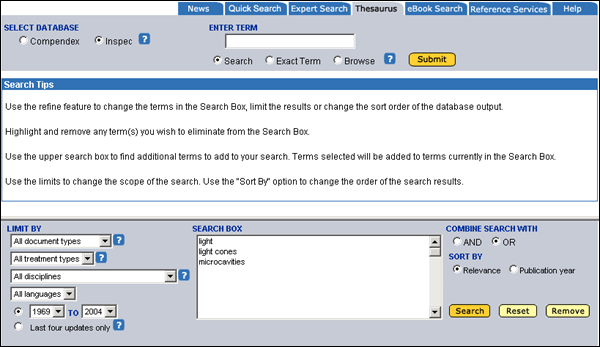 News Quick Search Expert Search Thesaurus eBook Search Reference Services Help
SELECT DATABASE
Compendex Inspec ?
ENTER TERM
Search Exact Term Browse ? Submit
Search Tips
Use the refine feature to change the terms in the Search Box, limit the results or change the sort order of the database output.
Highlight and remove any term(s) you wish to eliminate from the Search Box.
Use the upper search box to find additional terms to add to your search. Terms selected will be added to terms currently in the Search Box.
Use the limits to change the scope of the search. Use the "Sort By" option to change the order of the search results.
LIMIT BY
All document types ?
All treatment types ?
All disciplines ?
All languages
1969 TO 2004
Last four updates only ?
SEARCH BOX
light
light cones
microcavities
COMBINE SEARCH WITH
AND OR
SORT BY
Relevance Publication year
Search Reset Remove